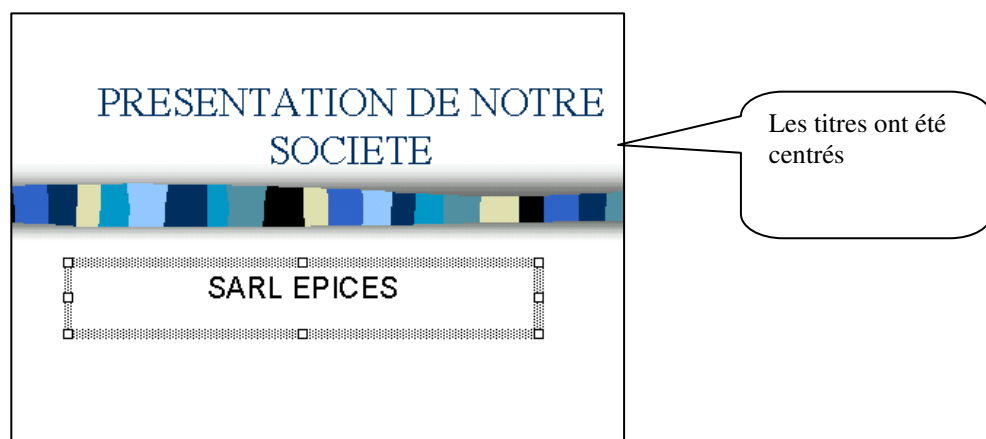 PRESENTATION DE NOTRE
SOCIETE
SARL EPICES
Les titres ont été
centrés